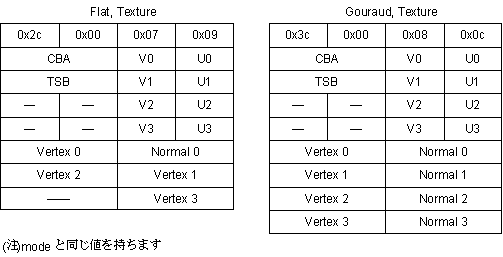 Flat, Texture
0x2c 0x00 0x07 0x09
CBA V0 U0
TSB V1 U1
— — V2 U2
— — V3 U3
Vertex 0 Normal 0
Vertex 2 Vertex 1
—— Vertex 3
Gouraud, Texture
0x3c 0x00 0x08 0x0c
CBA V0 U0
TSB V1 U1
— — V2 U2
— — V3 U3
Vertex 0 Normal 0
Vertex 1 Normal 1
Vertex 2 Normal 2
Vertex 3 Normal 3
(注)mode と同じ値を持ちます